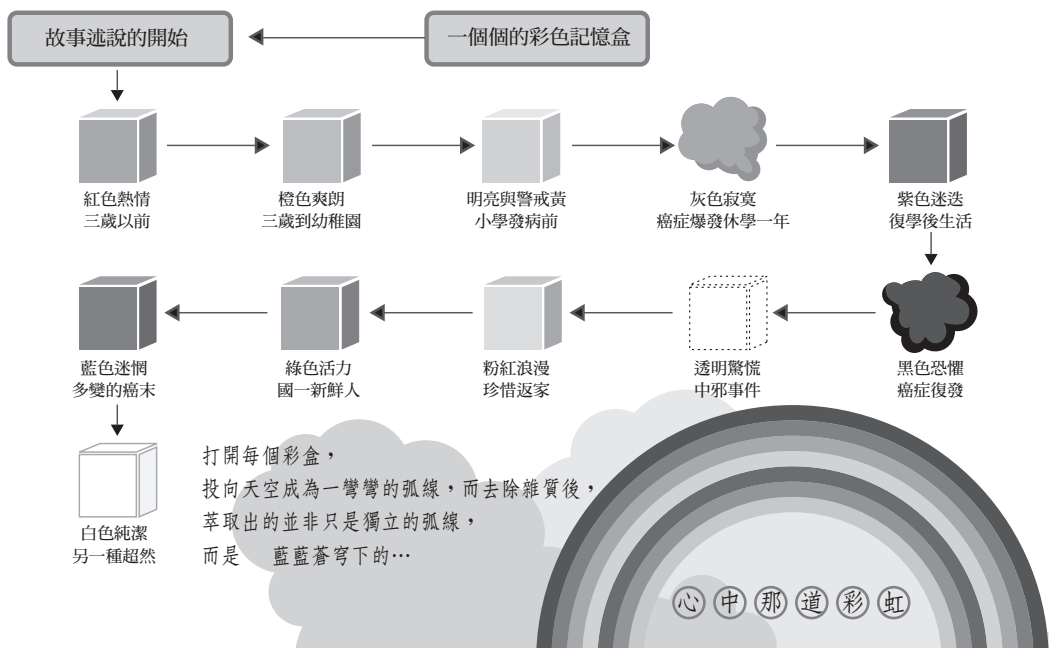 故事述說的開始
一個個的彩色記憶盒
紅色熱情
三歲以前
橙色爽朗
三歲到幼稚園
明亮與警戒黃
小學發病前
灰色寂寞
癌症爆發休學一年
紫色迷迭
復學後生活
黑色恐懼
癌症復發
透明驚慌
中邪事件
粉紅浪漫
珍惜返家
綠色活力
國一新鮮人
藍色迷惘
多變的癌末
白色純潔
另一種超然
打開每個彩盒，
投向天空成為一彎彎的弧線，而去除雜質後，
萃取出的並非只是獨立的弧線，
而是　藍藍蒼穹下的…
心中那道彩虹